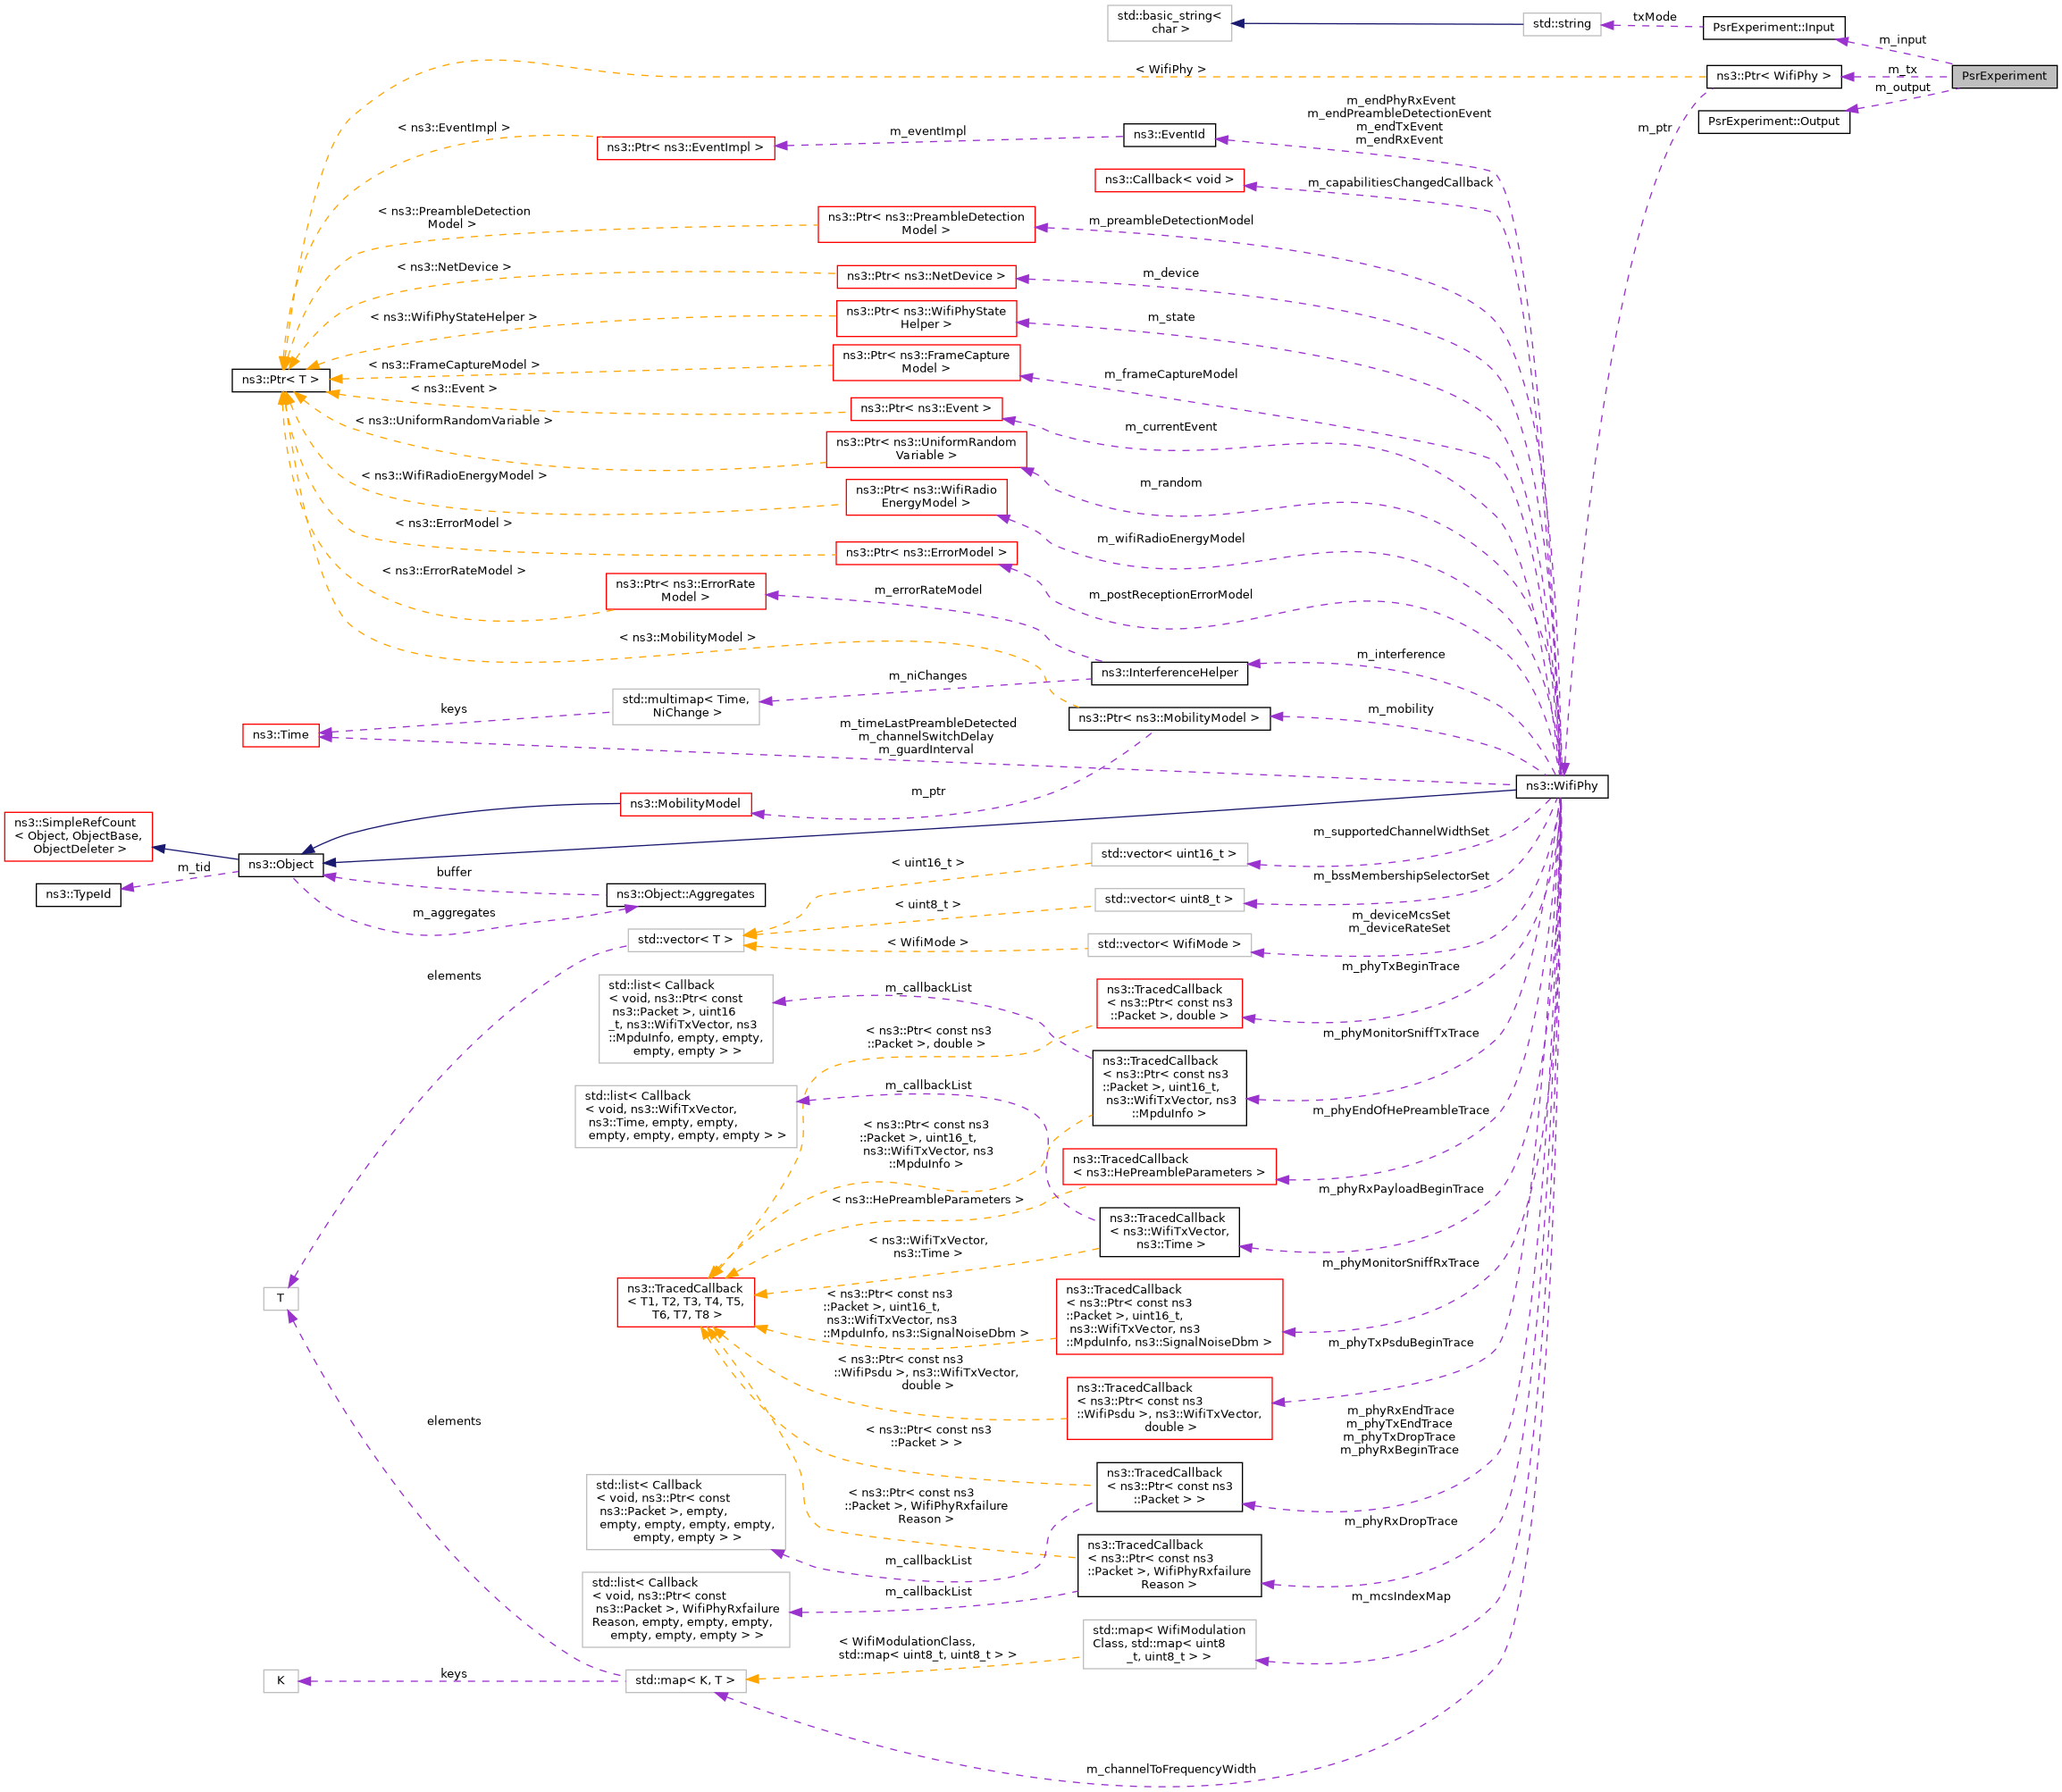 std::basic_string<
char >
std::string
txMode
PsrExperiment::Input
m_input
PsrExperiment
< WifiPhy >
ns3::Ptr< WifiPhy >
m_tx
m_output
PsrExperiment::Output
m_ptr
m_endPhyRxEvent
m_endPreambleDetectionEvent
m_endTxEvent
m_endRxEvent
< ns3::EventImpl >
ns3::Ptr< ns3::EventImpl >
m_eventImpl
ns3::EventId
ns3::Callback< void >
m_capabilitiesChangedCallback
< ns3::PreambleDetection
Model >
ns3::Ptr< ns3::PreambleDetection
Model >
m_preambleDetectionModel
< ns3::NetDevice >
ns3::Ptr< ns3::NetDevice >
m_device
< ns3::WifiPhyStateHelper >
ns3::Ptr< ns3::WifiPhyState
Helper >
m_state
ns3::Ptr< T >
< ns3::FrameCaptureModel >
ns3::Ptr< ns3::FrameCapture
Model >
m_frameCaptureModel
< ns3::Event >
ns3::Ptr< ns3::Event >
m_currentEvent
< ns3::UniformRandomVariable >
ns3::Ptr< ns3::UniformRandom
Variable >
m_random
< ns3::WifiRadioEnergyModel >
ns3::Ptr< ns3::WifiRadio
EnergyModel >
m_wifiRadioEnergyModel
< ns3::ErrorModel >
ns3::Ptr< ns3::ErrorModel >
m_postReceptionErrorModel
< ns3::ErrorRateModel >
ns3::Ptr< ns3::ErrorRate
Model >
m_errorRateModel
< ns3::MobilityModel >
ns3::InterferenceHelper
m_interference
m_niChanges
std::multimap< Time,
NiChange >
keys
ns3::Ptr< ns3::MobilityModel >
m_mobility
ns3::Time
m_timeLastPreambleDetected
m_channelSwitchDelay
m_guardInterval
ns3::WifiPhy
ns3::MobilityModel
m_ptr
ns3::SimpleRefCount
< Object, ObjectBase,
ObjectDeleter >
ns3::Object
m_tid
ns3::TypeId
buffer
ns3::Object::Aggregates
m_aggregates
m_supportedChannelWidthSet
< uint16_t >
std::vector< uint16_t >
m_bssMembershipSelectorSet
< uint8_t >
std::vector< uint8_t >
m_deviceMcsSet
m_deviceRateSet
std::vector< T >
< WifiMode >
std::vector< WifiMode >
elements
m_phyTxBeginTrace
std::list< Callback
< void, ns3::Ptr< const
ns3::Packet >, uint16
_t, ns3::WifiTxVector, ns3
::MpduInfo, empty, empty,
empty, empty > >
m_callbackList
ns3::TracedCallback
< ns3::Ptr< const ns3
::Packet >, double >
< ns3::Ptr< const ns3
::Packet >, double >
m_phyMonitorSniffTxTrace
ns3::TracedCallback
< ns3::Ptr< const ns3
::Packet >, uint16_t,
ns3::WifiTxVector, ns3
::MpduInfo >
std::list< Callback
< void, ns3::WifiTxVector,
ns3::Time, empty, empty,
empty, empty, empty, empty > >
m_callbackList
m_phyEndOfHePreambleTrace
< ns3::Ptr< const ns3
::Packet >, uint16_t,
ns3::WifiTxVector, ns3
::MpduInfo >
ns3::TracedCallback
< ns3::HePreambleParameters >
m_phyRxPayloadBeginTrace
< ns3::HePreambleParameters >
ns3::TracedCallback
< ns3::WifiTxVector,
ns3::Time >
< ns3::WifiTxVector,
ns3::Time >
m_phyMonitorSniffRxTrace
T
ns3::TracedCallback
< T1, T2, T3, T4, T5,
T6, T7, T8 >
< ns3::Ptr< const ns3
::Packet >, uint16_t,
ns3::WifiTxVector, ns3
::MpduInfo, ns3::SignalNoiseDbm >
ns3::TracedCallback
< ns3::Ptr< const ns3
::Packet >, uint16_t,
ns3::WifiTxVector, ns3
::MpduInfo, ns3::SignalNoiseDbm >
m_phyTxPsduBeginTrace
< ns3::Ptr< const ns3
::WifiPsdu >, ns3::WifiTxVector,
double >
ns3::TracedCallback
< ns3::Ptr< const ns3
::WifiPsdu >, ns3::WifiTxVector,
double >
elements
m_phyRxEndTrace
m_phyTxEndTrace
m_phyTxDropTrace
m_phyRxBeginTrace
< ns3::Ptr< const ns3
::Packet > >
ns3::TracedCallback
< ns3::Ptr< const ns3
::Packet > >
std::list< Callback
< void, ns3::Ptr< const
ns3::Packet >, empty,
empty, empty, empty, empty,
empty, empty > >
< ns3::Ptr< const ns3
::Packet >, WifiPhyRxfailure
Reason >
m_phyRxDropTrace
m_callbackList
ns3::TracedCallback
< ns3::Ptr< const ns3
::Packet >, WifiPhyRxfailure
Reason >
std::list< Callback
< void, ns3::Ptr< const
ns3::Packet >, WifiPhyRxfailure
Reason, empty, empty, empty,
empty, empty, empty > >
m_callbackList
m_mcsIndexMap
< WifiModulationClass,
std::map< uint8_t, uint8_t > >
std::map< WifiModulation
Class, std::map< uint8
_t, uint8_t > >
K
keys
std::map< K, T >
m_channelToFrequencyWidth